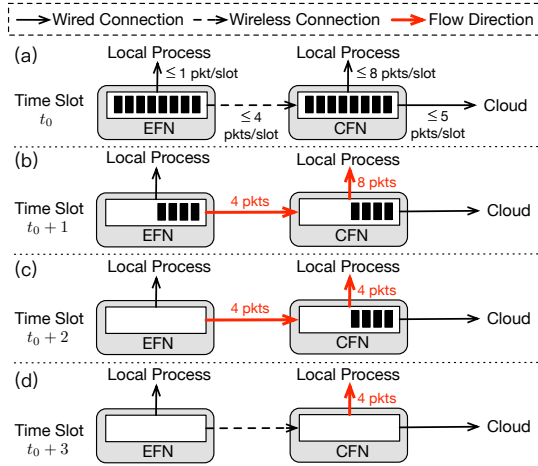 Wired Connection Wireless Connection Flow Direction
(a) Local Process Local Process
≤ 1 pkt/slot ≤ 8 pkt/slot
Time Slot Cloud
t₀ EFN ≤ 4 CFN ≤ 5
pkts/slot pkts/slot
(b) Local Process Local Process
8 pkts
4 pkts
Time Slot Cloud
t₀ + 1 EFN CFN
(c) Local Process Local Process
4 pkts
4 pkts
Time Slot Cloud
t₀ + 2 EFN CFN
(d) Local Process Local Process
4 pkts
Time Slot Cloud
t₀ + 3 EFN CFN